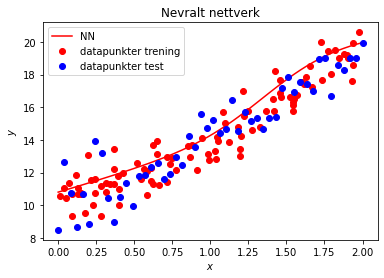 Nevralt nettverk
NN
datapunkter trening
datapunkter test
y
20
18
16
14
12
10
8
0.00 0.25 0.50 0.75 1.00 1.25 1.50 1.75 2.00
x